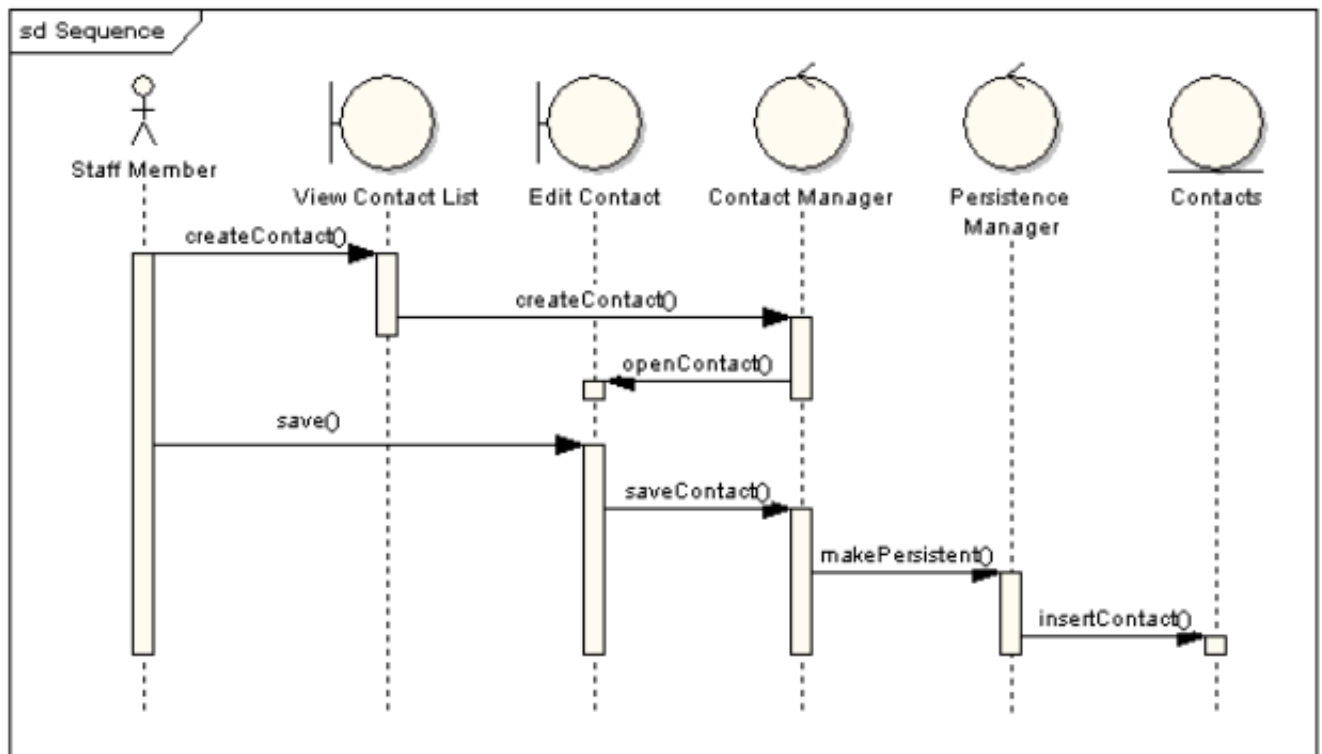 sd Sequence
Staff Member
View Contact List
Edit Contact
Contact Manager
Persistence
Manager
Contacts
createContact()
createContact()
openContact()
save()
saveContact()
makePersistent()
insertContact()